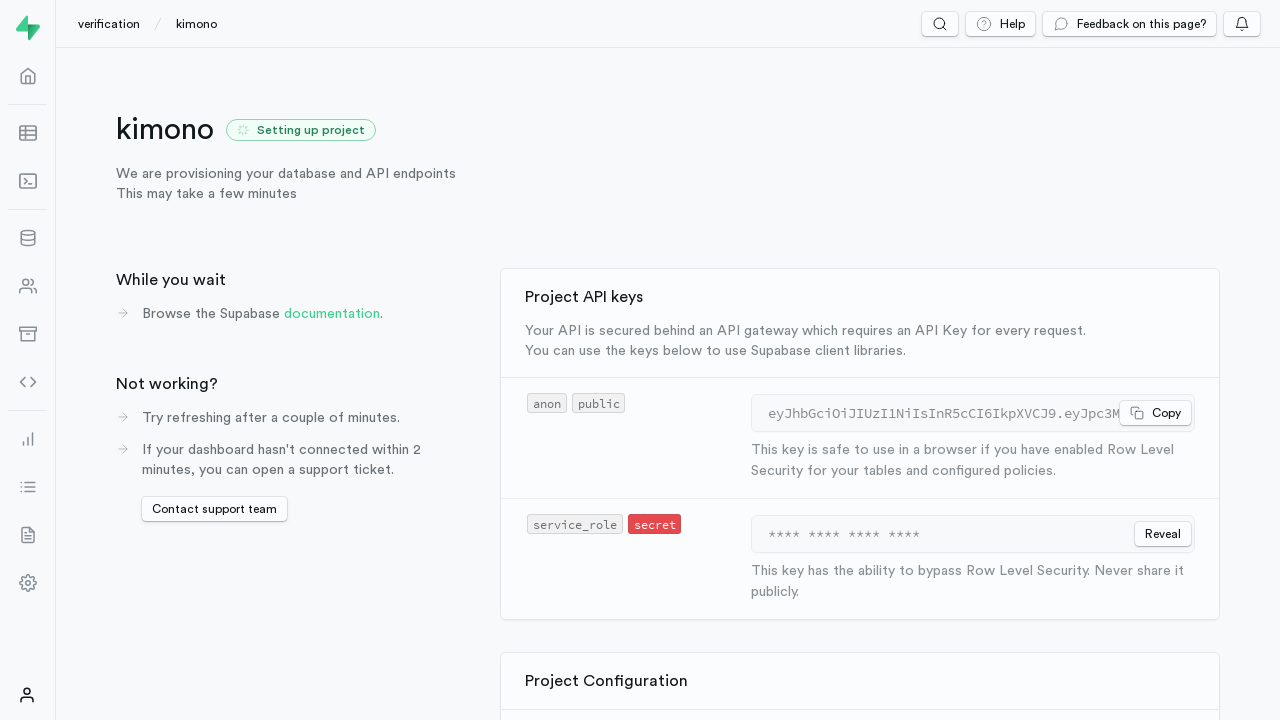 verification / kimono
Help
Feedback on this page?
kimono
Setting up project
We are provisioning your database and API endpoints
This may take a few minutes
While you wait
Browse the Supabase documentation.
Not working?
Try refreshing after a couple of minutes.
If your dashboard hasn't connected within 2
minutes, you can open a support ticket.
Contact support team
Project API keys
Your API is secured behind an API gateway which requires an API Key for every request.
You can use the keys below to use Supabase client libraries.
anon public
eyJhbGciOiJIUzI1NiIsInR5cCI6IkpXVCJ9.eyJpc3M
Copy
This key is safe to use in a browser if you have enabled Row Level
Security for your tables and configured policies.
service_role secret
**** **** **** ****
Reveal
This key has the ability to bypass Row Level Security. Never share it
publicly.
Project Configuration